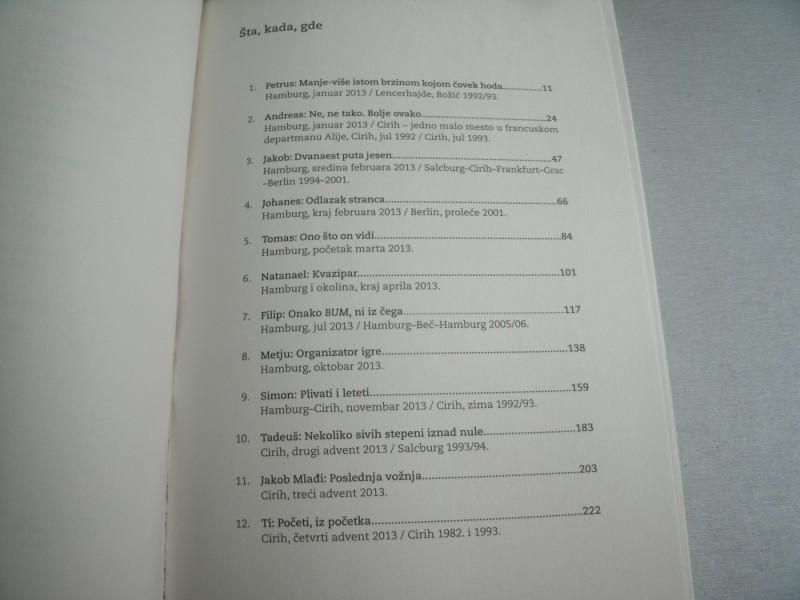 Šta, kada, gde
1. Petrus: Manje-više istom brzinom kojom čovek hoda..............11
Hamburg, januar 2013 / Lencerhajde, Božić 1992/93.
2. Andreas: Ne, ne tako. Bolje ovako..............24
Hamburg, januar 2013 / Cirih – jedno malo mesto u francuskom
departmanu Alije, Cirih, jul 1992 / Cirih, jul 1993.
3. Jakob: Dvanaest puta jesen..............47
Hamburg, sredina februara 2013 / Salcburg–Cirih–Frankfurt–Grac
–Berlin 1994–2001.
4. Johanes: Odlazak stranca..............66
Hamburg, kraj februara 2013 / Berlin, proleće 2001.
5. Tomas: Ono što on vidi..............84
Hamburg, početak marta 2013.
6. Natanael: Kvazipar..............101
Hamburg i okolina, kraj aprila 2013.
7. Filip: Onako BUM, ni iz čega..............117
Hamburg, jul 2013 / Hamburg–Beč–Hamburg 2005/06.
8. Metju: Organizator igre..............138
Hamburg, oktobar 2013.
9. Simon: Plivati i leteti..............159
Hamburg–Cirih, novembar 2013 / Cirih, zima 1992/93.
10. Tadeuš: Nekoliko sivih stepeni iznad nule..............183
Cirih, drugi advent 2013 / Salcburg 1993/94.
11. Jakob Mlađi: Poslednja vožnja..............203
Cirih, treći advent 2013.
12. Ti: Početi, iz početka..............222
Cirih, četvrti advent 2013 / Cirih 1982. i 1993.